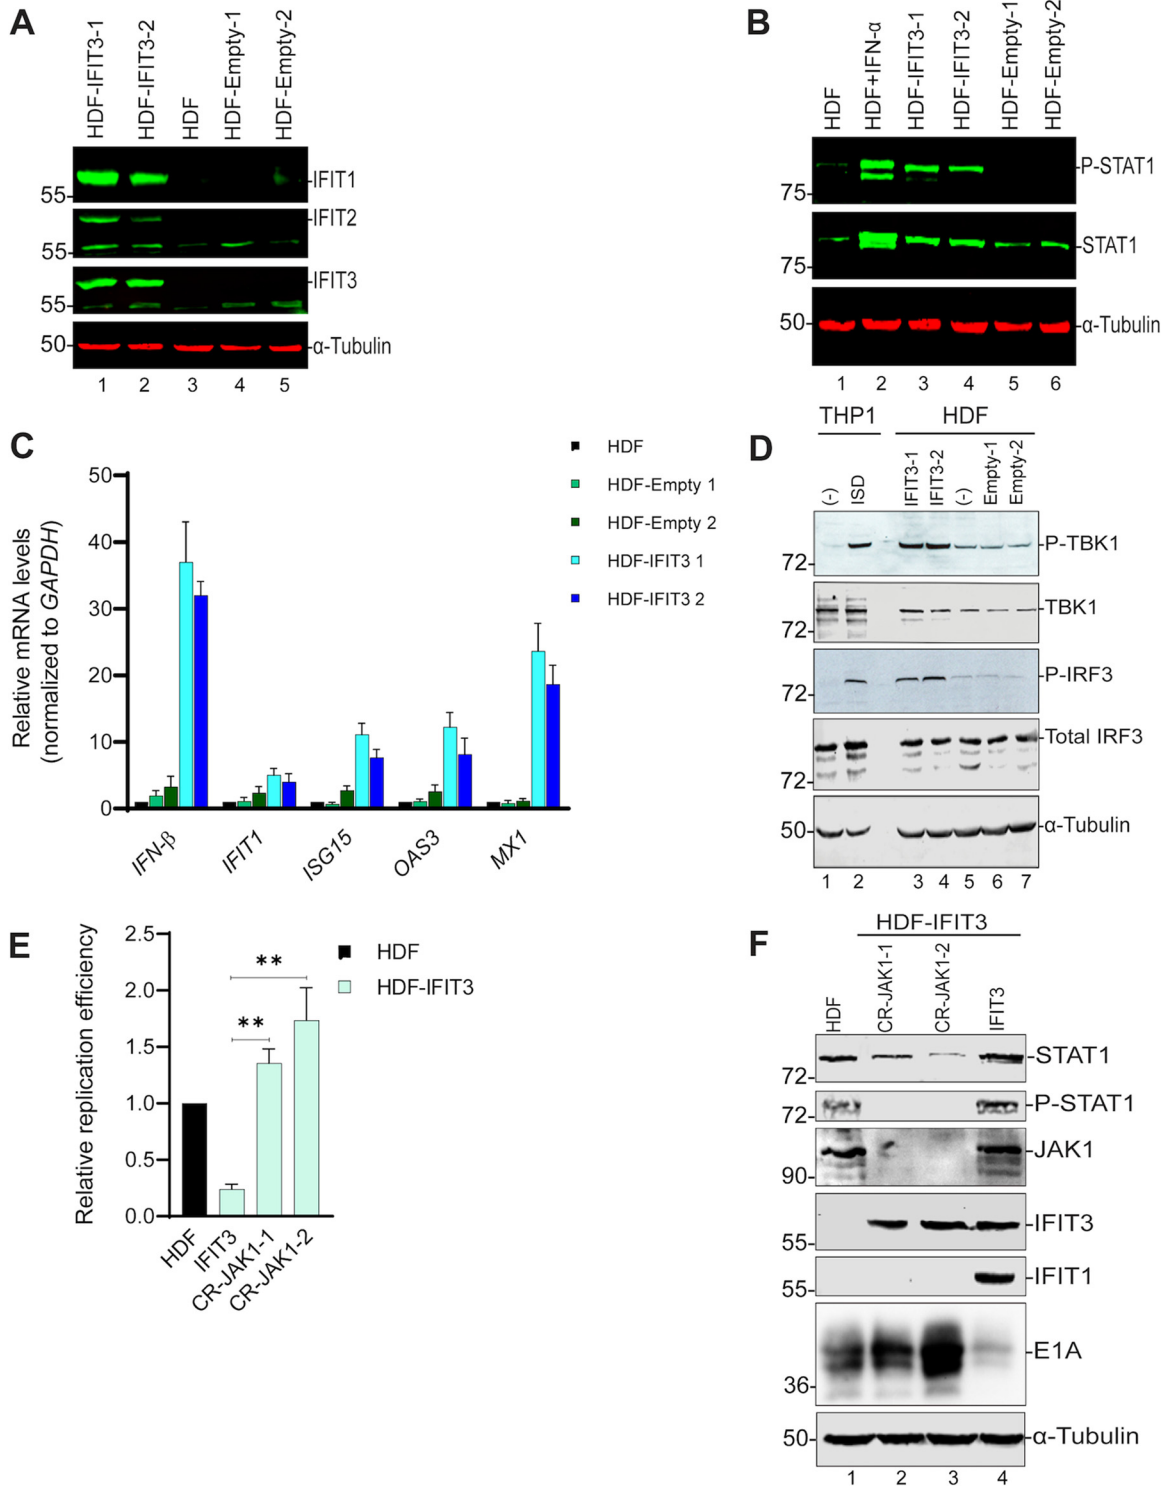 A
HDF-IFIT3-1
HDF-IFIT3-2
HDF
HDF-Empty-1
HDF-Empty-2
IFIT1
55
IFIT2
55
IFIT3
55
50
α-Tubulin
1 2 3 4 5
B
HDF
HDF+IFN-α
HDF-IFIT3-1
HDF-IFIT3-2
HDF-Empty-1
HDF-Empty-2
P-STAT1
75
STAT1
75
50
α-Tubulin
1 2 3 4 5 6
C
Relative mRNA levels
(normalized to GAPDH)
50
40
30
20
10
0
IFN-β
IFIT1
ISG15
OAS3
MX1
HDF
HDF-Empty 1
HDF-Empty 2
HDF-IFIT3 1
HDF-IFIT3 2
D
THP1 HDF
(-)
ISD
IFIT3-1
IFIT3-2
(-)
Empty-1
Empty-2
P-TBK1
72
TBK1
72
P-IRF3
72
Total IRF3
72
50
α-Tubulin
1 2 3 4 5 6 7
E
Relative replication efficiency
2.5
2.0
1.5
1.0
0.5
0.0
**
**
HDF
IFIT3
CR-JAK1-1
CR-JAK1-2
HDF
HDF-IFIT3
F
HDF-IFIT3
HDF
CR-JAK1-1
CR-JAK1-2
IFIT3
STAT1
72
P-STAT1
72
JAK1
90
IFIT3
55
IFIT1
55
E1A
36
50
α-Tubulin
1 2 3 4